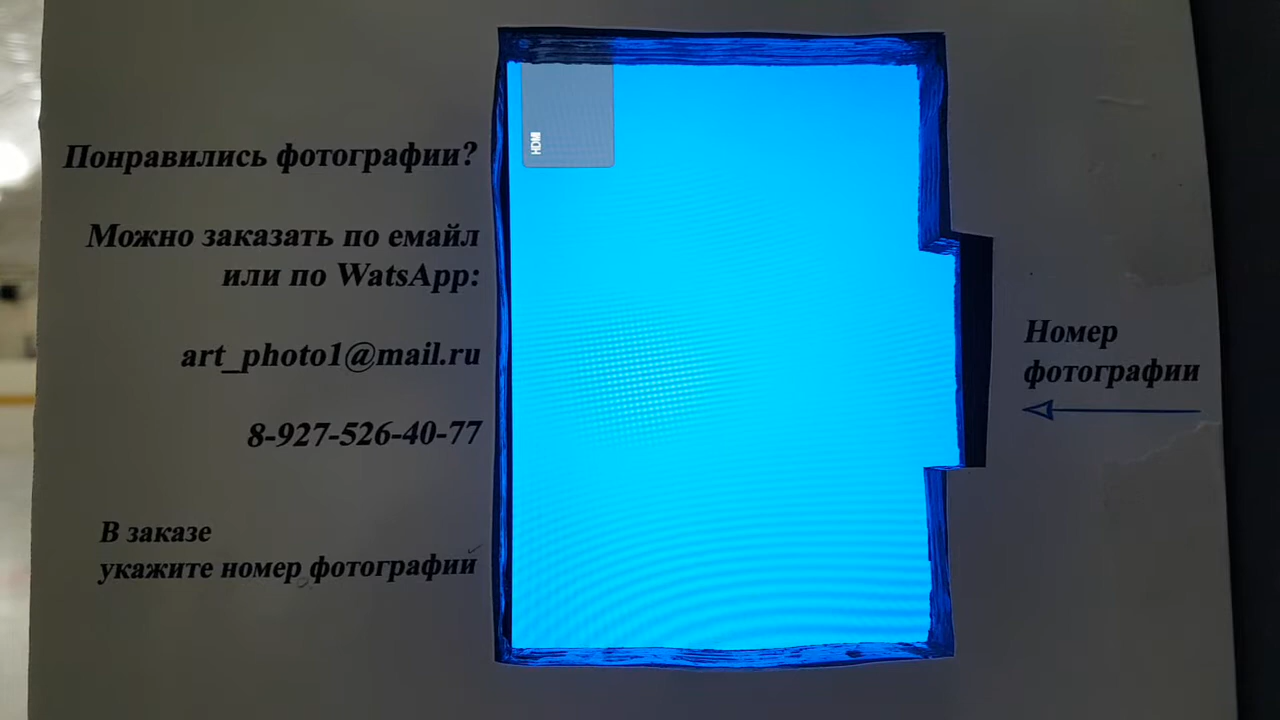 Понравились фотографии?
Можно заказать по емайл
или по WatsApp:
art_photo1@mail.ru
8-927-526-40-77
В заказе
укажите номер фотографии
HDMI
Номер
фотографии